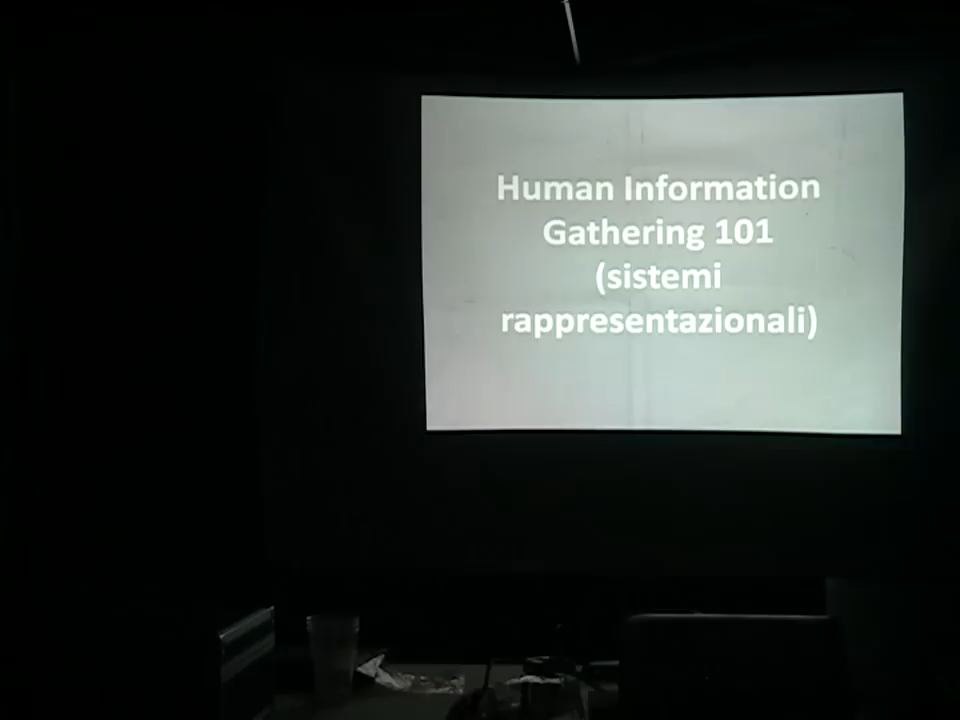 Human Information
Gathering 101
(sistemi
rappresentazionali)